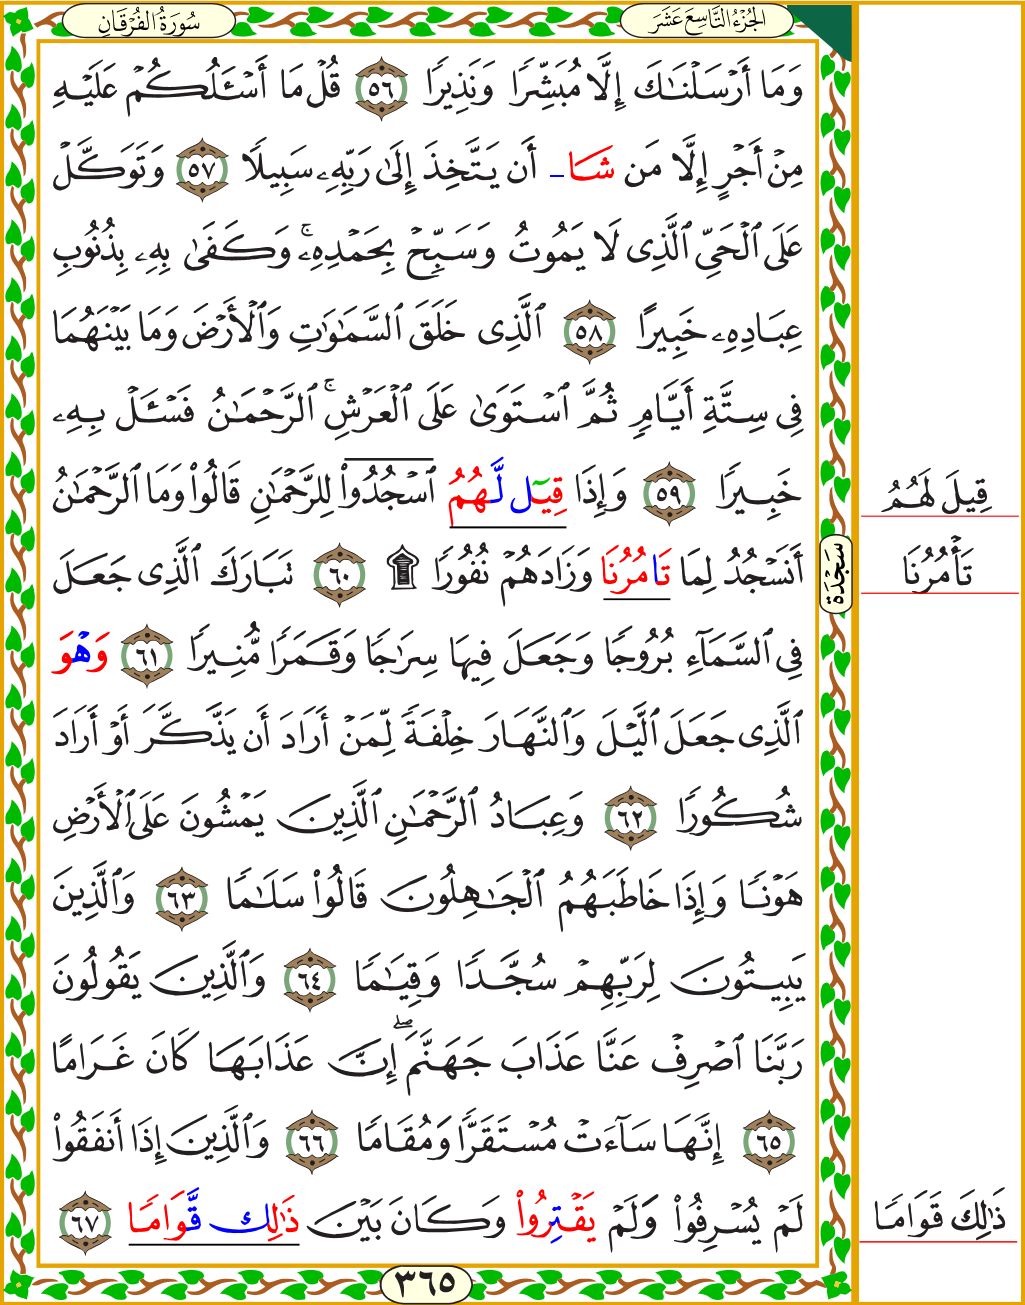 الجُزْءُ التَّاسِعَ عَشَرَ
سُورَةُ الفُرْقَانِ
وَمَا أَرْسَلْنَـٰكَ إِلَّا مُبَشِّرًا وَنَذِيرًا ٥٦ قُلْ مَا أَسْـَٔلُكُمْ عَلَيْهِ
مِنْ أَجْرٍ إِلَّا مَن شَاـ أَن يَتَّخِذَ إِلَىٰ رَبِّهِۦ سَبِيلًا ٥٧ وَتَوَكَّلْ
عَلَى ٱلْحَيِّ ٱلَّذِى لَا يَمُوتُ وَسَبِّحْ بِحَمْدِهِۦۚ وَكَفَىٰ بِهِۦ بِذُنُوبِ
عِبَادِهِۦ خَبِيرًا ٥٨ ٱلَّذِى خَلَقَ ٱلسَّمَـٰوَٰتِ وَٱلْأَرْضَ وَمَا بَيْنَهُمَا
فِى سِتَّةِ أَيَّامٍ ثُمَّ ٱسْتَوَىٰ عَلَى ٱلْعَرْشِۚ ٱلرَّحْمَـٰنُ فَسْـَٔلْ بِهِۦ
خَبِيرًا ٥٩ وَإِذَا قِيل لَّهُمُ ٱسْجُدُوا۟ لِلرَّحْمَـٰنِ قَالُوا۟ وَمَا ٱلرَّحْمَـٰنُ
قِيلَ لَهُمُ
أَنَسْجُدُ لِمَا تَامُرُنَا وَزَادَهُمْ نُفُورًا ۩ ٦٠ تَبَارَكَ ٱلَّذِى جَعَلَ
سَجْدَة
تَأْمُرُنَا
فِى ٱلسَّمَآءِ بُرُوجًا وَجَعَلَ فِيهَا سِرَٰجًا وَقَمَرًا مُّنِيرًا ٦١ وَهْوَ
ٱلَّذِى جَعَلَ ٱلَّيْلَ وَٱلنَّهَارَ خِلْفَةً لِّمَنْ أَرَادَ أَن يَذَّكَّرَ أَوْ أَرَادَ
شُكُورًا ٦٢ وَعِبَادُ ٱلرَّحْمَـٰنِ ٱلَّذِينَ يَمْشُونَ عَلَى ٱلْأَرْضِ
هَوْنًا وَإِذَا خَاطَبَهُمُ ٱلْجَـٰهِلُونَ قَالُوا۟ سَلَـٰمًا ٦٣ وَٱلَّذِينَ
يَبِيتُونَ لِرَبِّهِمْ سُجَّدًا وَقِيَـٰمًا ٦٤ وَٱلَّذِينَ يَقُولُونَ
رَبَّنَا ٱصْرِفْ عَنَّا عَذَابَ جَهَنَّمَۖ إِنَّ عَذَابَهَا كَانَ غَرَامًا
٦٥ إِنَّهَا سَآءَتْ مُسْتَقَرًّا وَمُقَامًا ٦٦ وَٱلَّذِينَ إِذَا أَنفَقُوا۟
لَمْ يُسْرِفُوا۟ وَلَمْ يَقْتِرُوا۟ وَكَانَ بَيْنَ ذَٰلِك قَّوَامًا ٦٧
ذَٰلِكَ قَوَامًا
٣٦٥